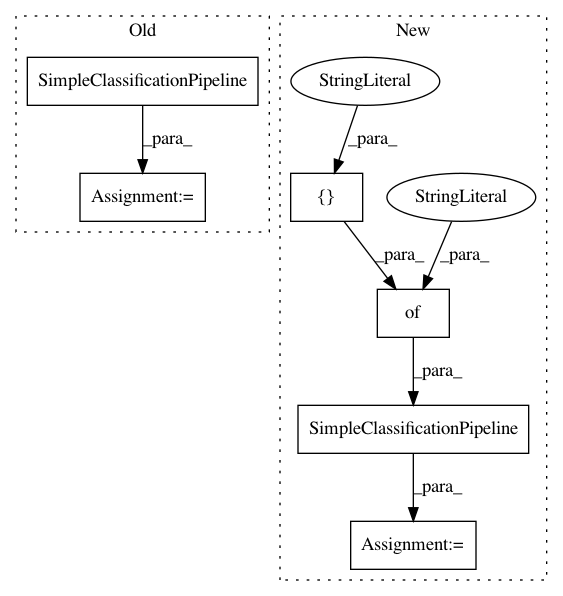 Old
SimpleClassificationPipeline
_para_
Assignment:=
New
StringLiteral
_para_
{}
StringLiteral
_para_
_para_
of
_para_
SimpleClassificationPipeline
_para_
Assignment:=